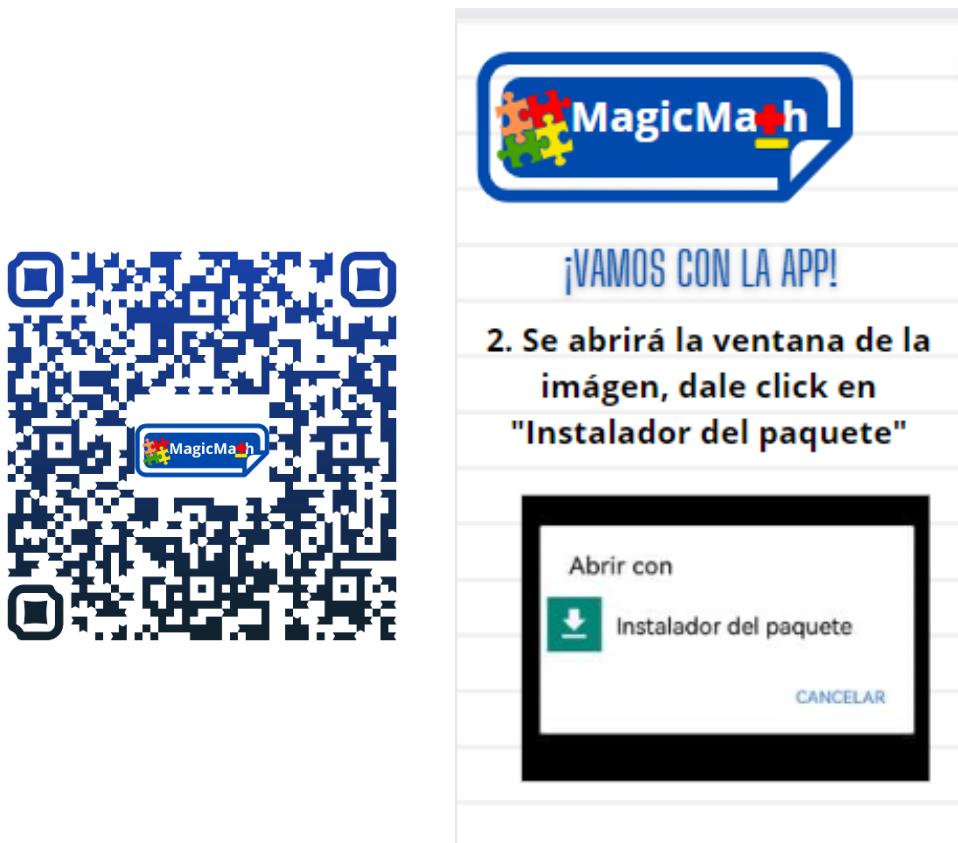 MagicMath
MagicMath
¡VAMOS CON LA APP!
2. Se abrirá la ventana de la
imágen, dale click en
"Instalador del paquete"
Abrir con
Instalador del paquete
CANCELAR